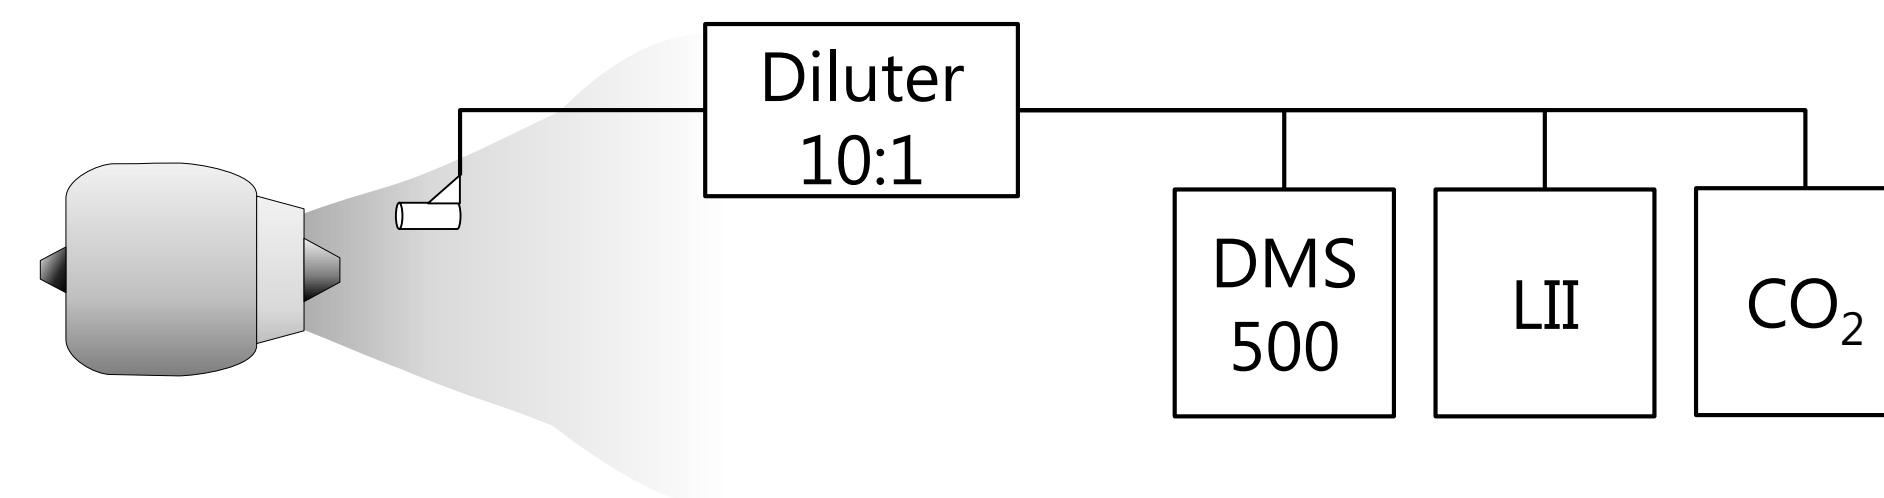 Diluter
10:1
DMS
500
LII
CO₂